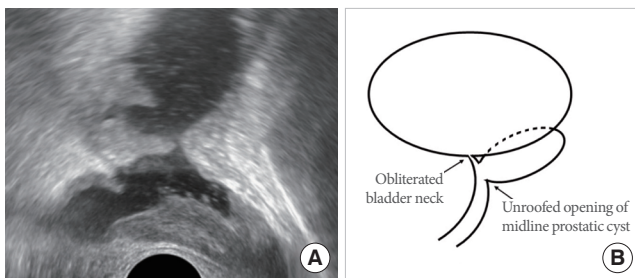 A
Obliterated
bladder neck
Unroofed opening of
midline prostatic cyst
B